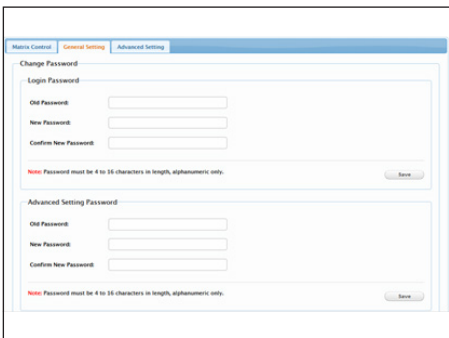 Matrix Control General Setting Advanced Setting
Change Password
Login Password
Old Password:
New Password:
Confirm New Password:
Note: Password must be 4 to 16 characters in length, alphanumeric only.
Save
Advanced Setting Password
Old Password:
New Password:
Confirm New Password:
Note: Password must be 4 to 16 characters in length, alphanumeric only.
Save